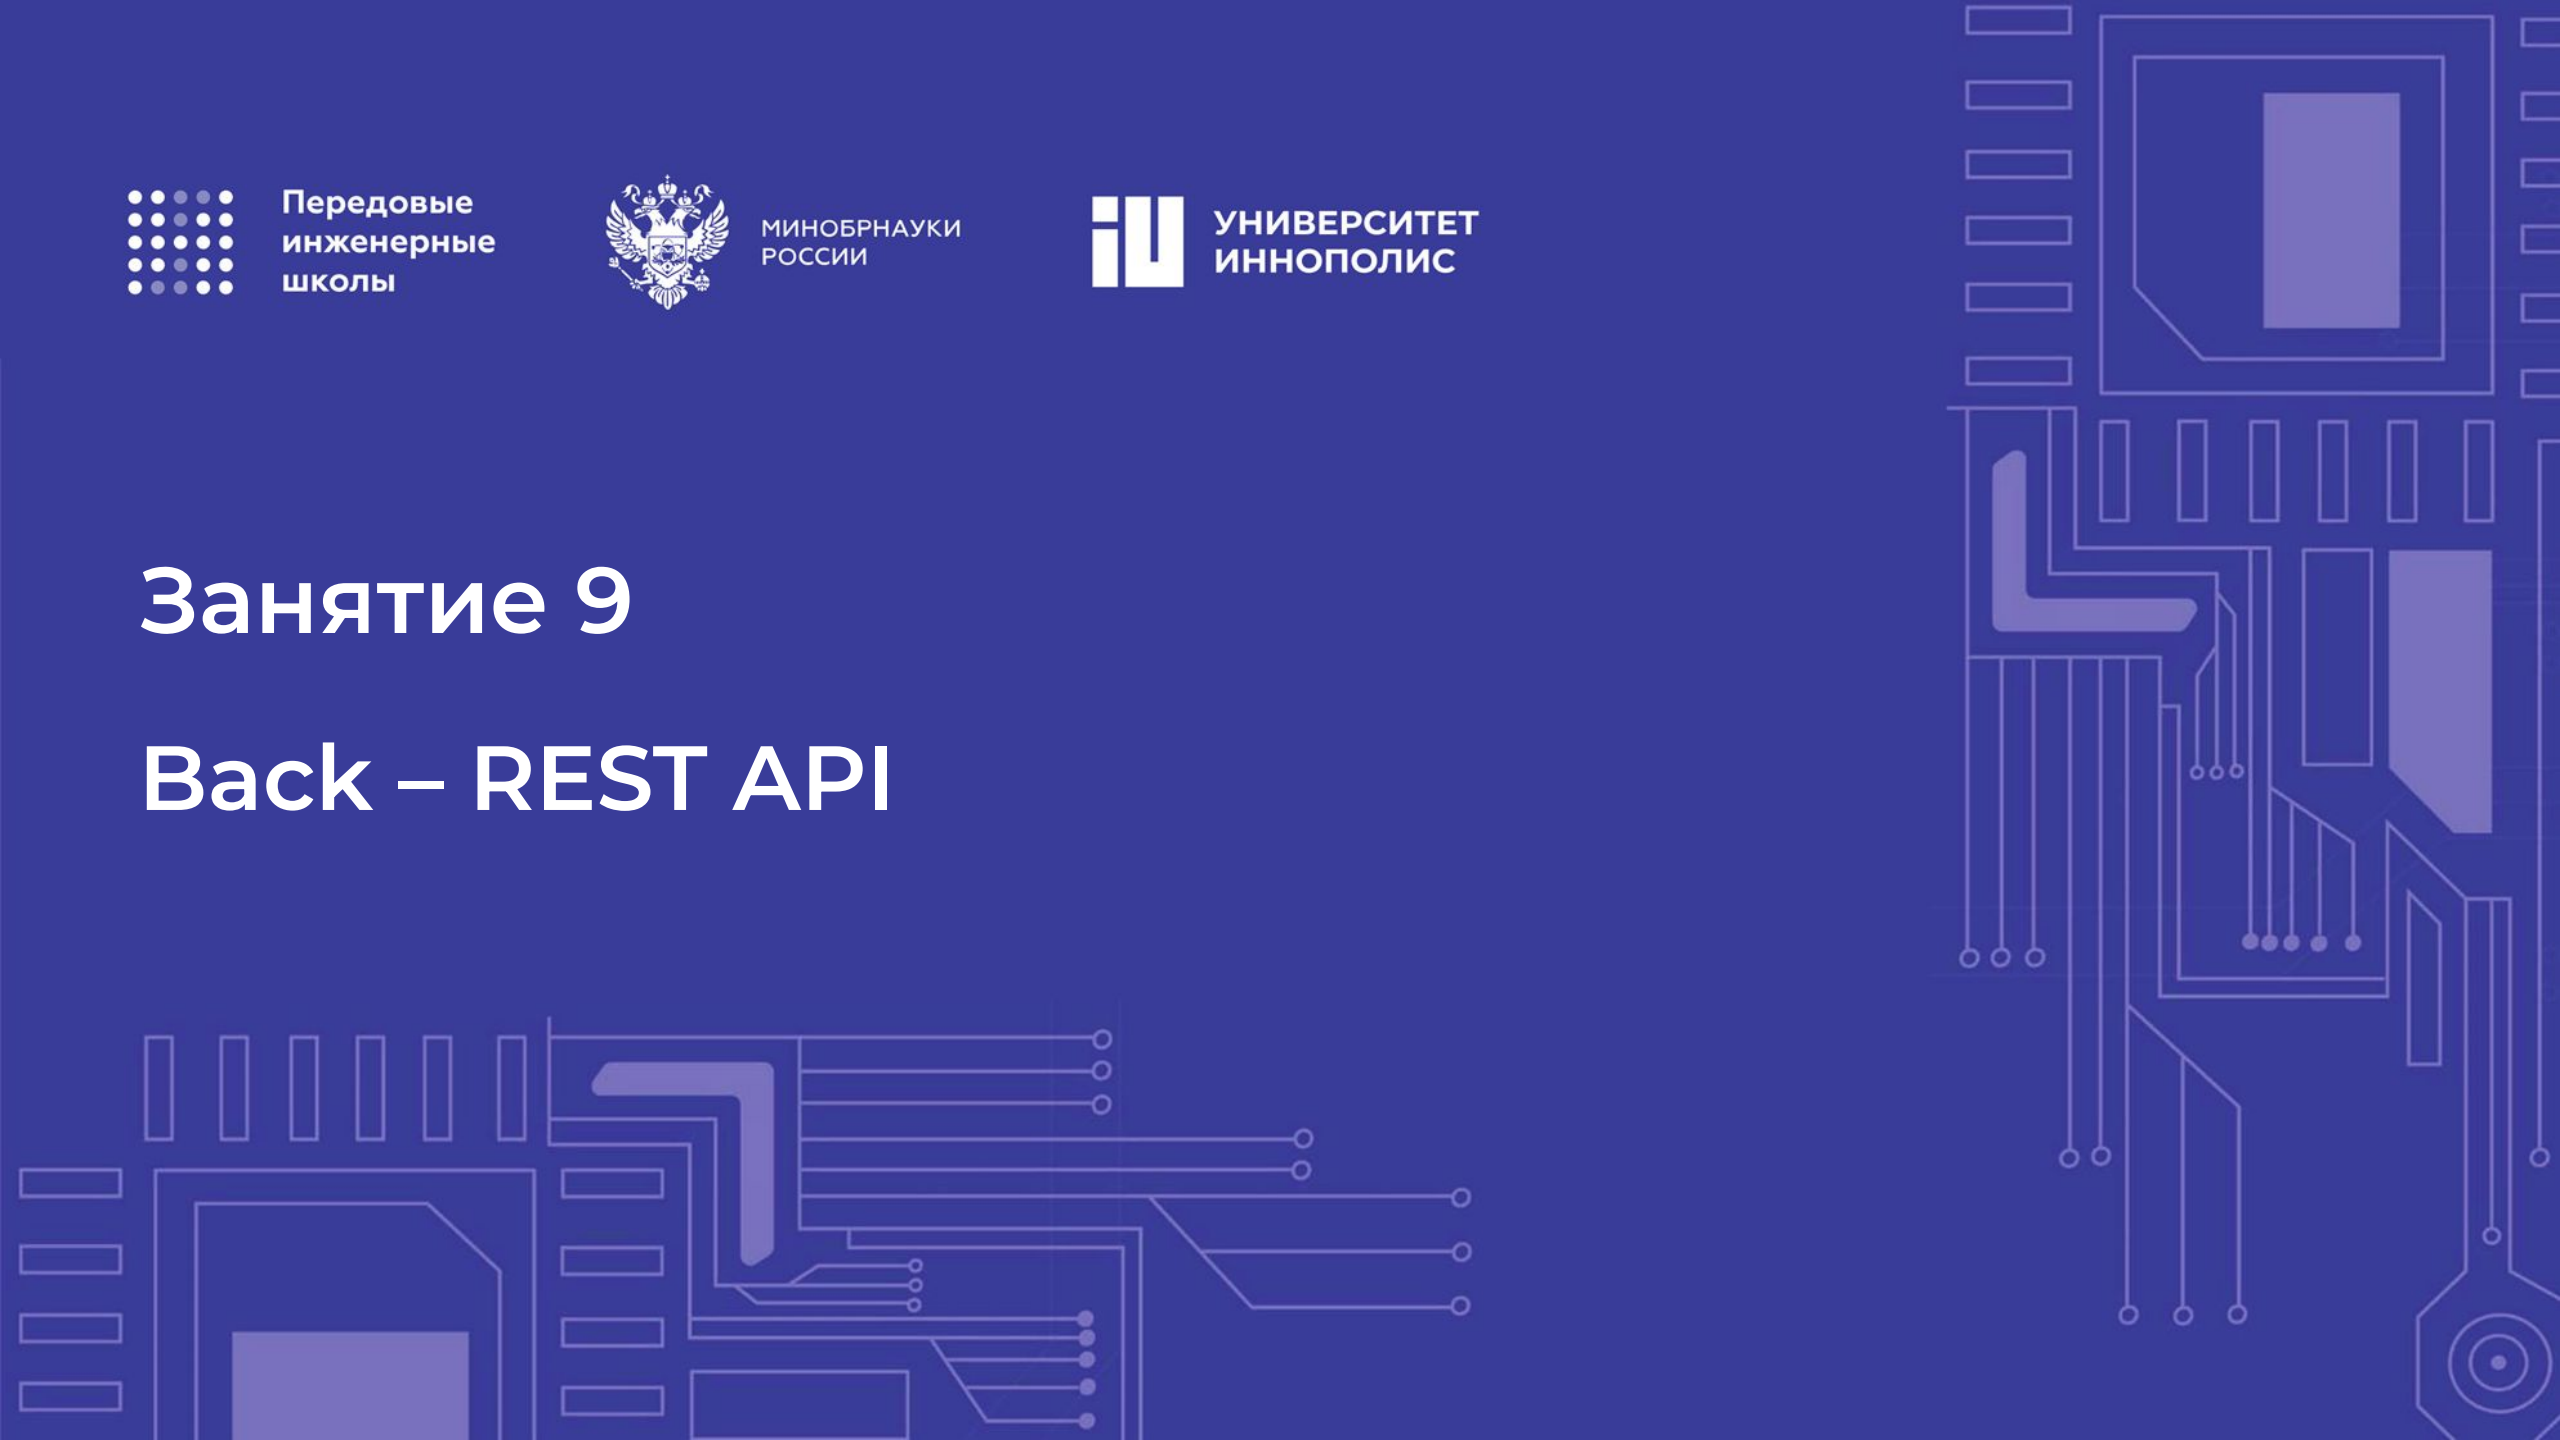 Передовые
инженерные
школы
МИНОБРНАУКИ
РОССИИ
УНИВЕРСИТЕТ
ИННОПОЛИС
Занятие 9
Back – REST API